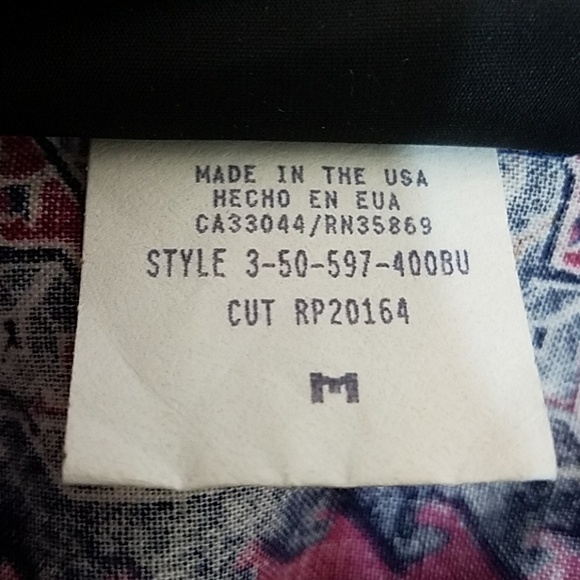 MADE IN THE USA
HECHO EN EUA
CA33044/RN35869
STYLE 3-50-597-400BU
CUT RP20164
M